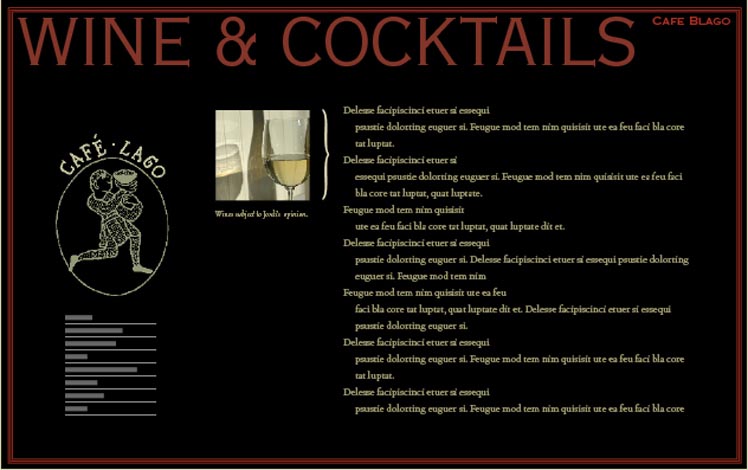 WINE & COCKTAILS
CAFE BLAGO
CAFÉ · LAGO
Wines subject to Jordi's opinion.
Delesse facipiscinci etuer si essequi
psustie dolortting euguer si. Feugue mod tem nim quisisit ute ea feu faci bla core
tat luptat.
Delesse facipiscinci etuer si
essequi psustie dolortting euguer si. Feugue mod tem nim quisisit ute ea feu faci
bla core tat luptat, quat luptate.
Feugue mod tem nim quisisit
ute ea feu faci bla core tat luptat, quat luptate dit et.
Delesse facipiscinci etuer si essequi
psustie dolortting euguer si. Delesse facipiscinci etuer si essequi psustie dolortting
euguer si. Feugue mod tem nim
Feugue mod tem nim quisisit ute ea feu
faci bla core tat luptat, quat luptate dit et. Delesse facipiscinci etuer si essequi
psustie dolortting euguer si.
Delesse facipiscinci etuer si essequi
psustie dolortting euguer si. Feugue mod tem nim quisisit ute ea feu faci bla core
tat luptat.
Delesse facipiscinci etuer si essequi
psustie dolortting euguer si. Feugue mod tem nim quisisit ute ea feu faci bla core